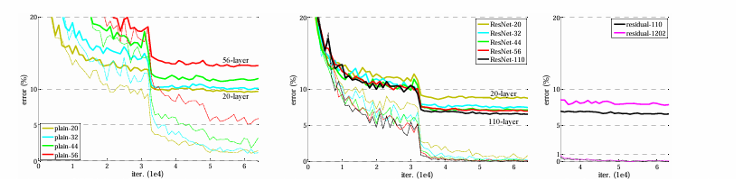 20
10
5
0
0
1
2
3
4
5
6
error (%)
iter. (1e4)
56-layer
20-layer
plain-20
plain-32
plain-44
plain-56
20
10
5
0
0
1
2
3
4
5
6
error (%)
iter. (1e4)
20-layer
110-layer
ResNet-20
ResNet-32
ResNet-44
ResNet-56
ResNet-110
20
10
5
1
0
4
5
6
error (%)
iter. (1e4)
residual-110
residual-1202